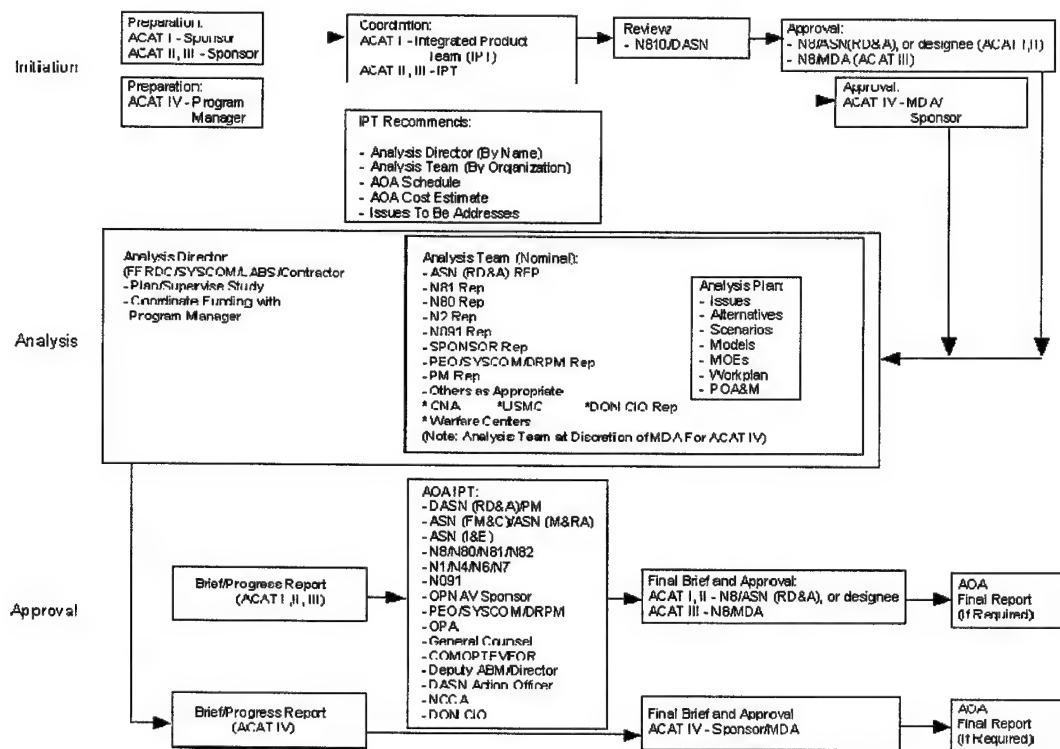 Initiation
Preparation:
ACAT I - Sponsor
ACAT II, III - Sponsor
Preparation:
ACAT IV - Program
Manager
Coordintion:
ACAT I - Integrated Product
Team (IPT)
ACAT II, III - IPT
Review:
- N810/DASN
Approval:
- N8/ASN(RD&A), or designee (ACAT I,II)
- N8/MDA (ACAT III)
Approval:
ACAT IV - MDA/
Sponsor
IPT Recommends:
- Analysis Director (By Name)
- Analysis Team (By Organization)
- AOA Schedule
- AOA Cost Estimate
- Issues To Be Addresses
Analysis
Analysis Director
(FFRDC/SYSCOM/LABS/Contractor
- Plan/Supervise Study
- Coordinate Funding with
Program Manager
Analysis Team (Nominal):
- ASN (RD&A) REP
- N81 Rep
- N80 Rep
- N2 Rep
- N091 Rep
- SPONSOR Rep
- PEO/SYSCOM/DRPM Rep
- PM Rep
- Others as Appropriate
* CNA *USMC *DON CIO Rep
* Warfare Centers
(Note: Analysis Team at Discretion of MDA For ACAT IV)
Analysis Plan:
- Issues
- Alternatives
- Scenarios
- Models
- MOEs
- Workplan
- POA&M
Approval
Brief/Progress Report
(ACAT I, II, III)
AOA IPT:
- DASN (RD&A)/PM
- ASN (FM&C)/ASN (M&RA)
- ASN (I&E)
- N8/N80/N81/N82
- N1/N4/N6/N7
- N091
- OPNAV Sponsor
- PEO/SYSCOM/DRPM
- OPA
- General Counsel
- COMOPTEVFOR
- Deputy ABM/Director
- DASN Action Officer
- NCCA
- DON CIO
Final Brief and Approval:
ACAT I, II - N8/ASN (RD&A), or designee
ACAT III - N8/MDA
AOA
Final Report
(If Required)
Brief/Progress Report
(ACAT IV)
Final Brief and Approval
ACAT IV - Sponsor/MDA
AOA
Final Report
(If Required)